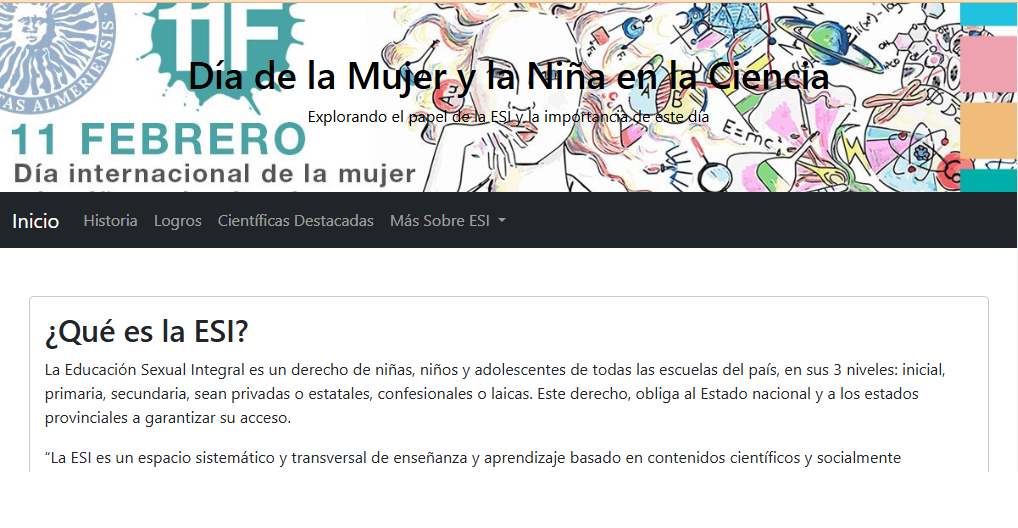 11F
AS ALMERIENSIS
Día de la Mujer y la Niña en la Ciencia
Explorando el papel de la ESI y la importancia de este día
11 FEBRERO
Día internacional de la mujer
A
B
C
E=mc²
Inicio
Historia
Logros
Científicas Destacadas
Más Sobre ESI
¿Qué es la ESI?
La Educación Sexual Integral es un derecho de niñas, niños y adolescentes de todas las escuelas del país, en sus 3 niveles: inicial,
primaria, secundaria, sean privadas o estatales, confesionales o laicas. Este derecho, obliga al Estado nacional y a los estados
provinciales a garantizar su acceso.
“La ESI es un espacio sistemático y transversal de enseñanza y aprendizaje basado en contenidos científicos y socialmente